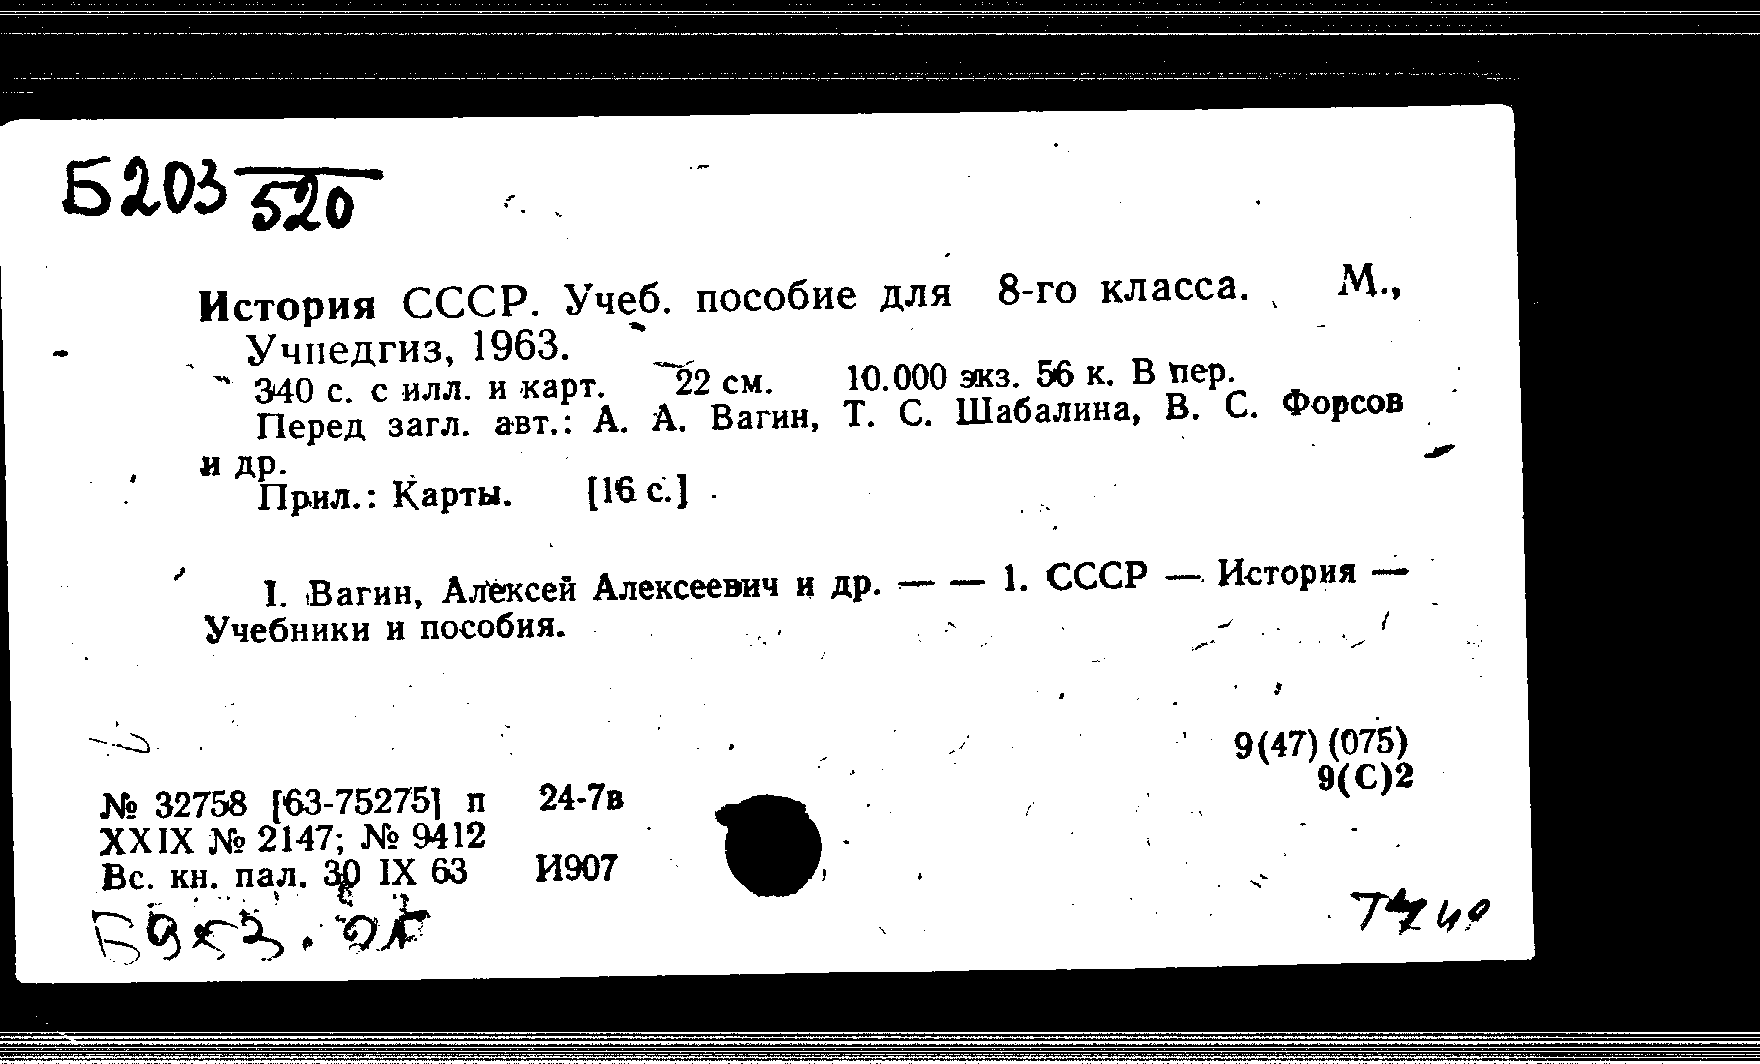 Б203 520
История СССР. Учеб. пособие для 8-го класса. М.,
Учпедгиз, 1963.
340 с. с илл. и карт. 22 см. 10.000 экз. 56 к. В пер.
Перед загл. авт.: А. А. Вагин, Т. С. Шабалина, В. С. Форсов
и др.
Прил.: Карты. [16 с.]
I. Вагин, Алексей Алексеевич и др. — — 1. СССР — История —
Учебники и пособия.
9(47)(075)
9(С)2
№ 32758 [63-75275] п 24-7в
XXIX № 2147; № 9412
Вс. кн. пал. 30 IX 63 И907